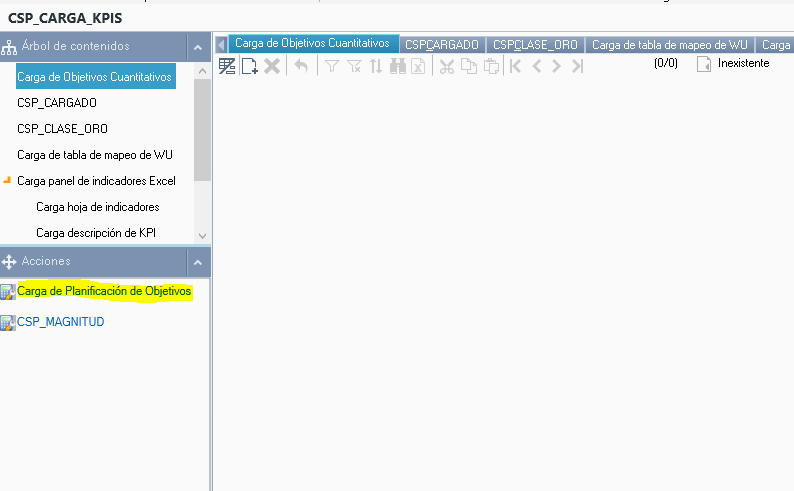 CSP_CARGA_KPIS
Árbol de contenidos
Carga de Objetivos Cuantitativos
CSP_CARGADO
CSP_CLASE_ORO
Carga de tabla de mapeo de WU
Carga panel de indicadores Excel
Carga hoja de indicadores
Carga descripción de KPI
Acciones
Carga de Planificación de Objetivos
CSP_MAGNITUD
Carga de Objetivos Cuantitativos CSPCARGADO CSPCLASE_ORO Carga de tabla de mapeo de WU Carga
(0/0) Inexistente